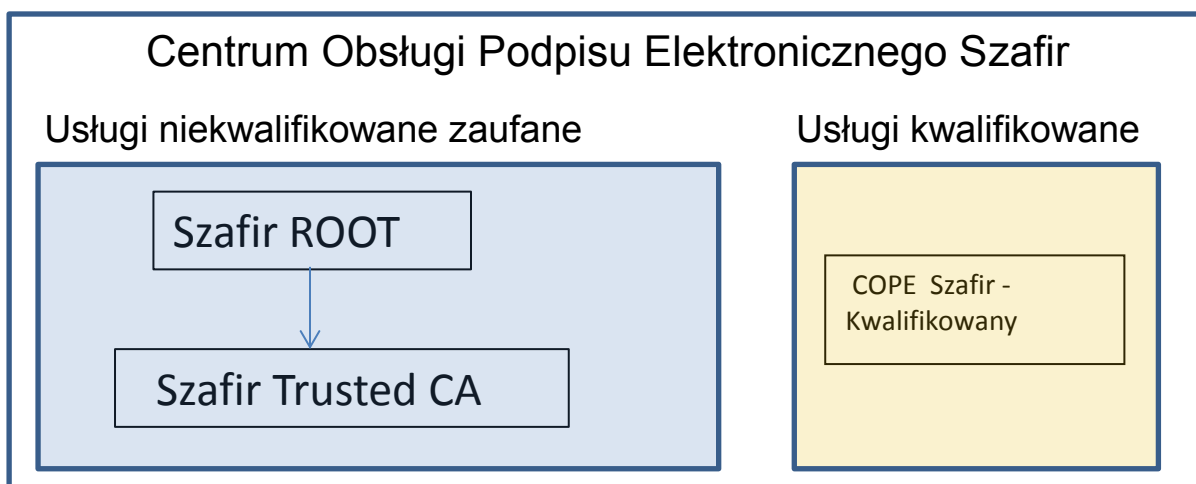 Centrum Obsługi Podpisu Elektronicznego Szafir
Usługi niekwalifikowane zaufane
Usługi kwalifikowane
Szafir ROOT
Szafir Trusted CA
COPE Szafir -
Kwalifikowany